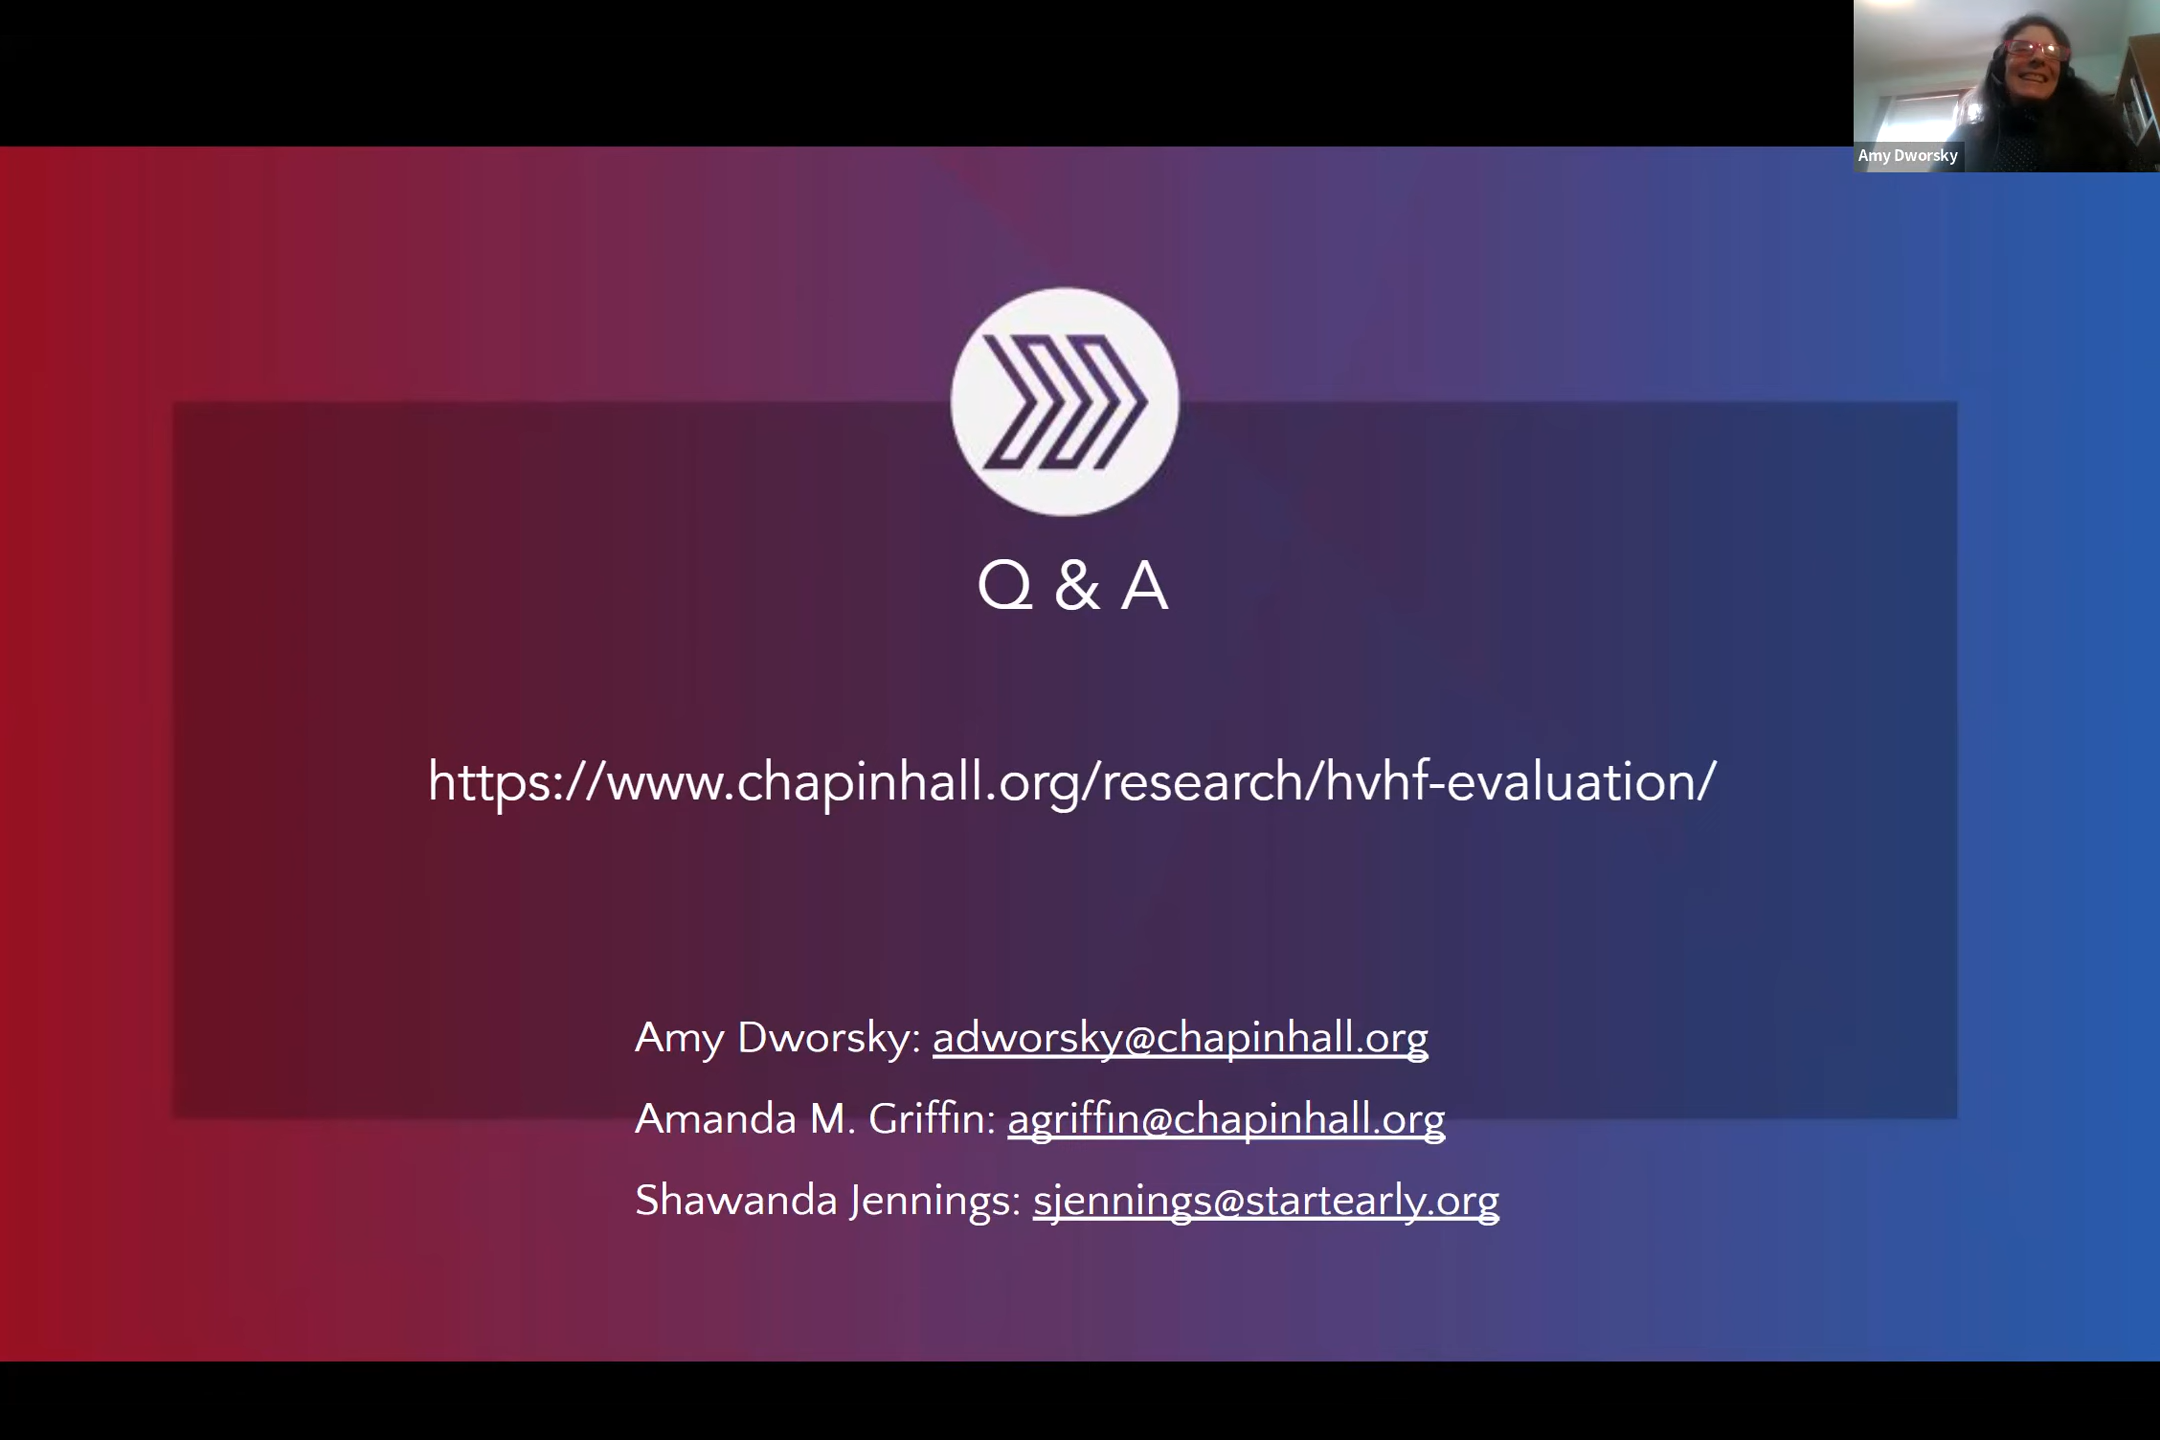 Amy Dworsky
Q & A
https://www.chapinhall.org/research/hvhf-evaluation/
Amy Dworsky: adworsky@chapinhall.org
Amanda M. Griffin: agriffin@chapinhall.org
Shawanda Jennings: sjennings@startearly.org